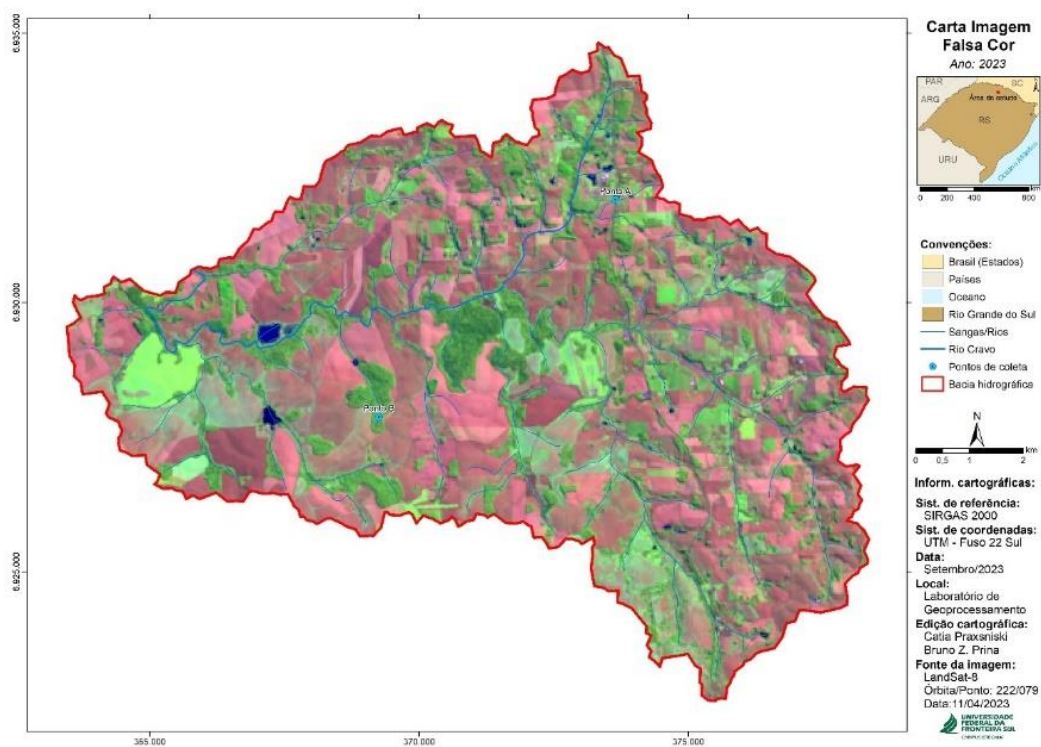 Carta Imagem
Falsa Cor
Ano: 2023
PAR
SC
ARG
Área de estudo
RS
URU
Oceano Atlântico
km
0 200 400 800
Convenções:
Brasil (Estados)
Países
Oceano
Rio Grande do Sul
Sangas/Rios
Rio Cravo
Pontos de coleta
Bacia hidrográfica
N
km
0 0,5 1 2
Inform. cartográficas:
Sist. de referência:
SIRGAS 2000
Sist. de coordenadas:
UTM - Fuso 22 Sul
Data:
Setembro/2023
Local:
Laboratório de
Geoprocessamento
Edição cartográfica:
Catia Praxsniski
Bruno Z. Prina
Fonte da imagem:
LandSat-8
Órbita/Ponto: 222/079
Data:11/04/2023
UNIVERSIDADE
FEDERAL DA
FRONTEIRA SUL
6.935.000
6.930.000
6.925.000
Ponto A
Ponto B
365.000
370.000
375.000